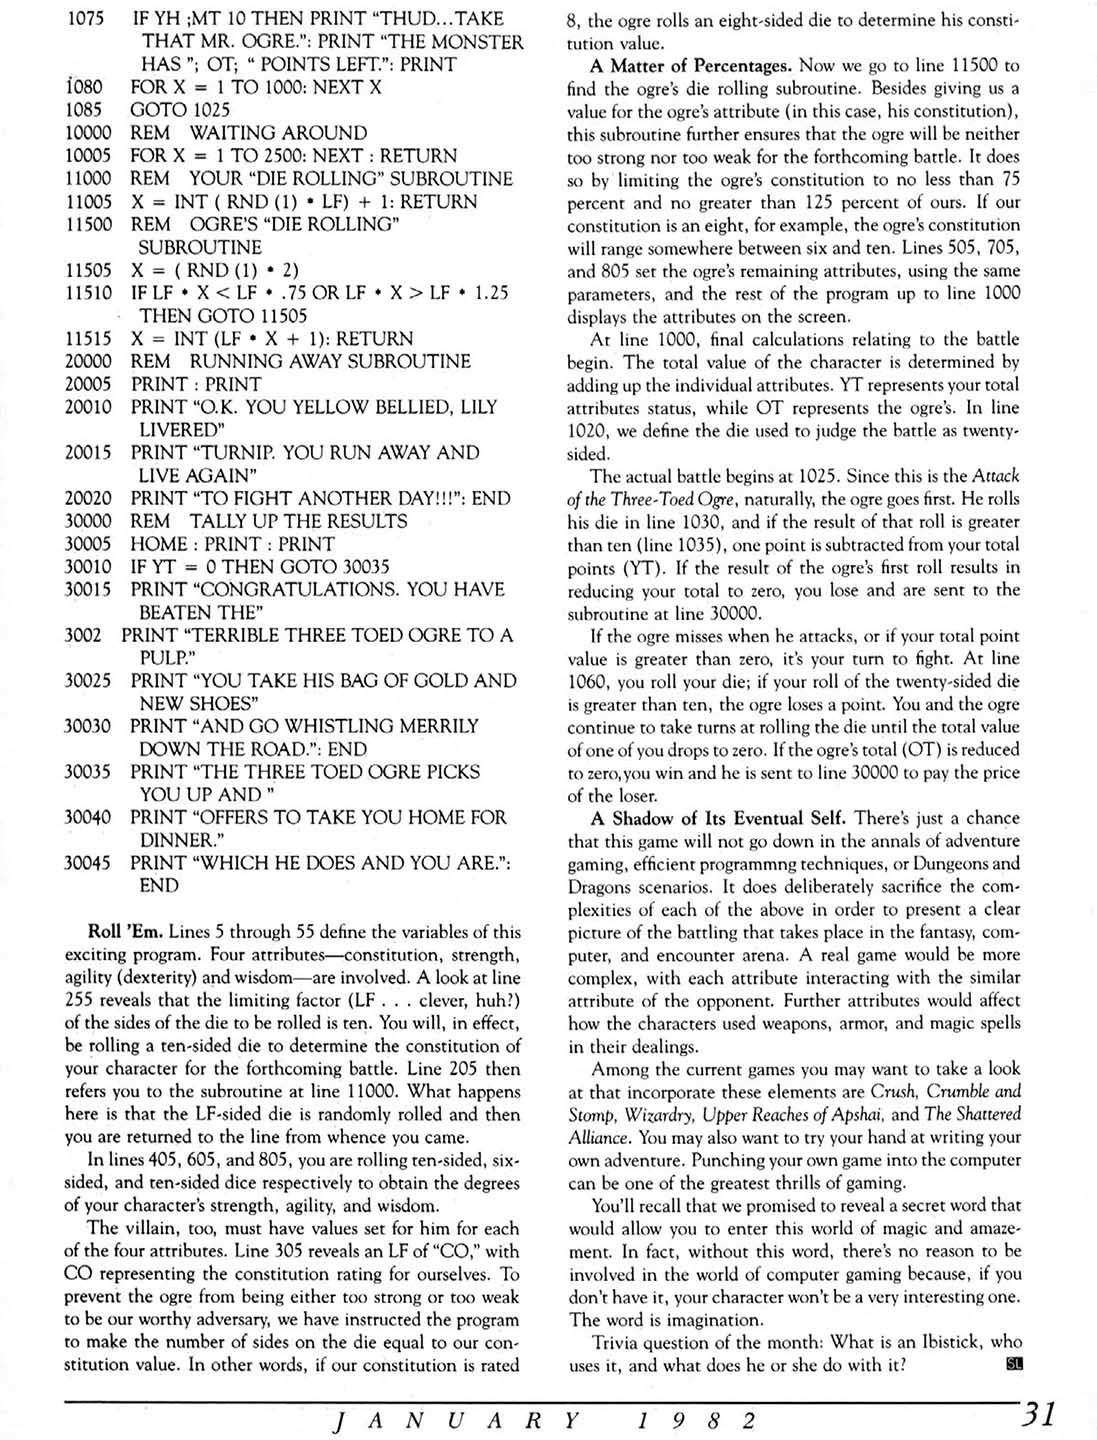 1075 IF YH ;MT 10 THEN PRINT “THUD...TAKE
THAT MR. OGRE.”: PRINT “THE MONSTER
HAS ”; OT; “ POINTS LEFT.”: PRINT
1080 FOR X = 1 TO 1000: NEXT X
1085 GOTO 1025
10000 REM WAITING AROUND
10005 FOR X = 1 TO 2500: NEXT : RETURN
11000 REM YOUR “DIE ROLLING” SUBROUTINE
11005 X = INT ( RND (1) * LF) + 1: RETURN
11500 REM OGRE’S “DIE ROLLING”
SUBROUTINE
11505 X = ( RND (1) * 2)
11510 IF LF * X < LF * .75 OR LF * X > LF * 1.25
THEN GOTO 11505
11515 X = INT (LF * X + 1): RETURN
20000 REM RUNNING AWAY SUBROUTINE
20005 PRINT : PRINT
20010 PRINT “O.K. YOU YELLOW BELLIED, LILY
LIVERED”
20015 PRINT “TURNIP. YOU RUN AWAY AND
LIVE AGAIN”
20020 PRINT “TO FIGHT ANOTHER DAY!!!”: END
30000 REM TALLY UP THE RESULTS
30005 HOME : PRINT : PRINT
30010 IF YT = 0 THEN GOTO 30035
30015 PRINT “CONGRATULATIONS. YOU HAVE
BEATEN THE”
3002 PRINT “TERRIBLE THREE TOED OGRE TO A
PULP.”
30025 PRINT “YOU TAKE HIS BAG OF GOLD AND
NEW SHOES”
30030 PRINT “AND GO WHISTLING MERRILY
DOWN THE ROAD.”: END
30035 PRINT “THE THREE TOED OGRE PICKS
YOU UP AND ”
30040 PRINT “OFFERS TO TAKE YOU HOME FOR
DINNER.”
30045 PRINT “WHICH HE DOES AND YOU ARE.”:
END
Roll ’Em. Lines 5 through 55 define the variables of this
exciting program. Four attributes—constitution, strength,
agility (dexterity) and wisdom—are involved. A look at line
255 reveals that the limiting factor (LF . . . clever, huh?)
of the sides of the die to be rolled is ten. You will, in effect,
be rolling a ten-sided die to determine the constitution of
your character for the forthcoming battle. Line 205 then
refers you to the subroutine at line 11000. What happens
here is that the LF-sided die is randomly rolled and then
you are returned to the line from whence you came.
In lines 405, 605, and 805, you are rolling ten-sided, six-
sided, and ten-sided dice respectively to obtain the degrees
of your character’s strength, agility, and wisdom.
The villain, too, must have values set for him for each
of the four attributes. Line 305 reveals an LF of “CO,” with
CO representing the constitution rating for ourselves. To
prevent the ogre from being either too strong or too weak
to be our worthy adversary, we have instructed the program
to make the number of sides on the die equal to our con-
stitution value. In other words, if our constitution is rated
8, the ogre rolls an eight-sided die to determine his consti-
tution value.
A Matter of Percentages. Now we go to line 11500 to
find the ogre’s die rolling subroutine. Besides giving us a
value for the ogre’s attribute (in this case, his constitution),
this subroutine further ensures that the ogre will be neither
too strong nor too weak for the forthcoming battle. It does
so by limiting the ogre’s constitution to no less than 75
percent and no greater than 125 percent of ours. If our
constitution is an eight, for example, the ogre’s constitution
will range somewhere between six and ten. Lines 505, 705,
and 805 set the ogre’s remaining attributes, using the same
parameters, and the rest of the program up to line 1000
displays the attributes on the screen.
At line 1000, final calculations relating to the battle
begin. The total value of the character is determined by
adding up the individual attributes. YT represents your total
attributes status, while OT represents the ogre’s. In line
1020, we define the die used to judge the battle as twenty-
sided.
The actual battle begins at 1025. Since this is the Attack
of the Three-Toed Ogre, naturally, the ogre goes first. He rolls
his die in line 1030, and if the result of that roll is greater
than ten (line 1035), one point is subtracted from your total
points (YT). If the result of the ogre’s first roll results in
reducing your total to zero, you lose and are sent to the
subroutine at line 30000.
If the ogre misses when he attacks, or if your total point
value is greater than zero, it’s your turn to fight. At line
1060, you roll your die; if your roll of the twenty-sided die
is greater than ten, the ogre loses a point. You and the ogre
continue to take turns at rolling the die until the total value
of one of you drops to zero. If the ogre’s total (OT) is reduced
to zero,you win and he is sent to line 30000 to pay the price
of the loser.
A Shadow of Its Eventual Self. There’s just a chance
that this game will not go down in the annals of adventure
gaming, efficient programmng techniques, or Dungeons and
Dragons scenarios. It does deliberately sacrifice the com-
plexities of each of the above in order to present a clear
picture of the battling that takes place in the fantasy, com-
puter, and encounter arena. A real game would be more
complex, with each attribute interacting with the similar
attribute of the opponent. Further attributes would affect
how the characters used weapons, armor, and magic spells
in their dealings.
Among the current games you may want to take a look
at that incorporate these elements are Crush, Crumble and
Stomp, Wizardry, Upper Reaches of Apshai, and The Shattered
Alliance. You may also want to try your hand at writing your
own adventure. Punching your own game into the computer
can be one of the greatest thrills of gaming.
You’ll recall that we promised to reveal a secret word that
would allow you to enter this world of magic and amaze-
ment. In fact, without this word, there’s no reason to be
involved in the world of computer gaming because, if you
don’t have it, your character won’t be a very interesting one.
The word is imagination.
Trivia question of the month: What is an Ibistick, who
uses it, and what does he or she do with it? SL
JANUARY 1982 31